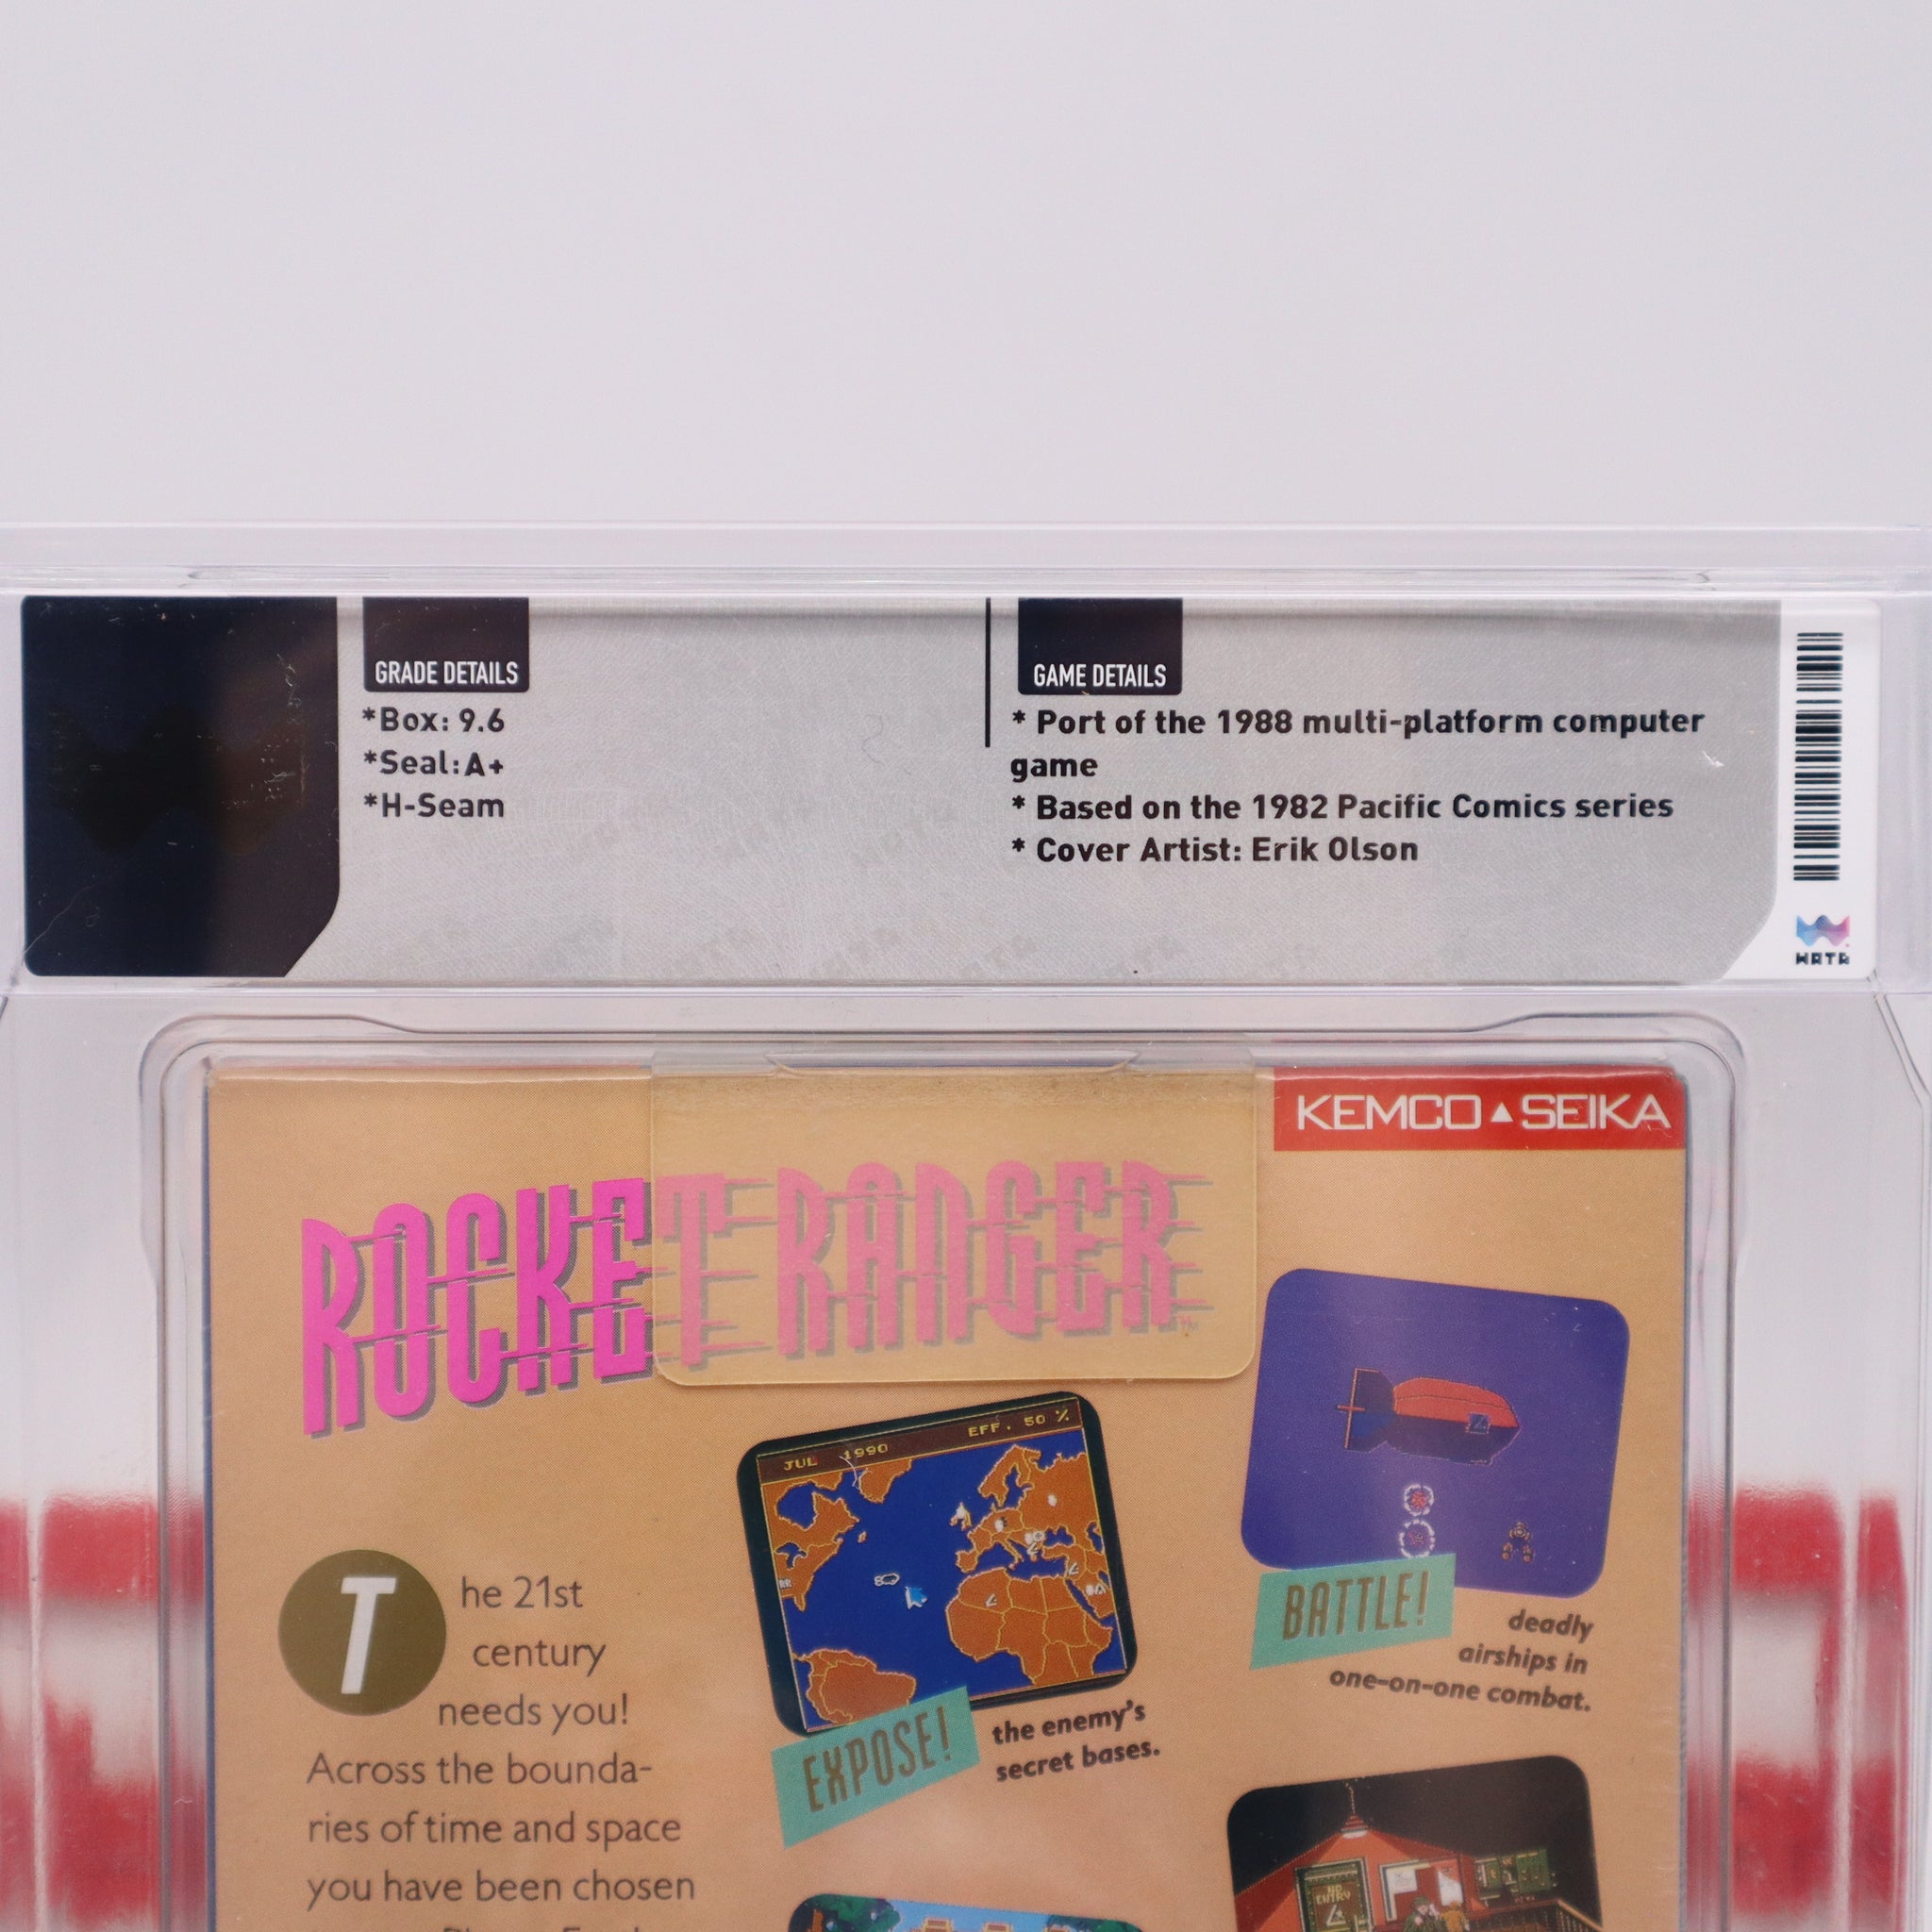 GRADE DETAILS
*Box: 9.6
*Seal:A+
*H-Seam
GAME DETAILS
* Port of the 1988 multi-platform computer
game
* Based on the 1982 Pacific Comics series
* Cover Artist: Erik Olson
WATA
KEMCO▲SEIKA
ROCKET RANGER™
JUL 1990 EFF. 50 %
EXPOSE!
the enemy's
secret bases.
BATTLE!
deadly
airships in
one-on-one combat.
The 21st
century
needs you!
Across the bounda-
ries of time and space
you have been chosen
NO
ENTRY